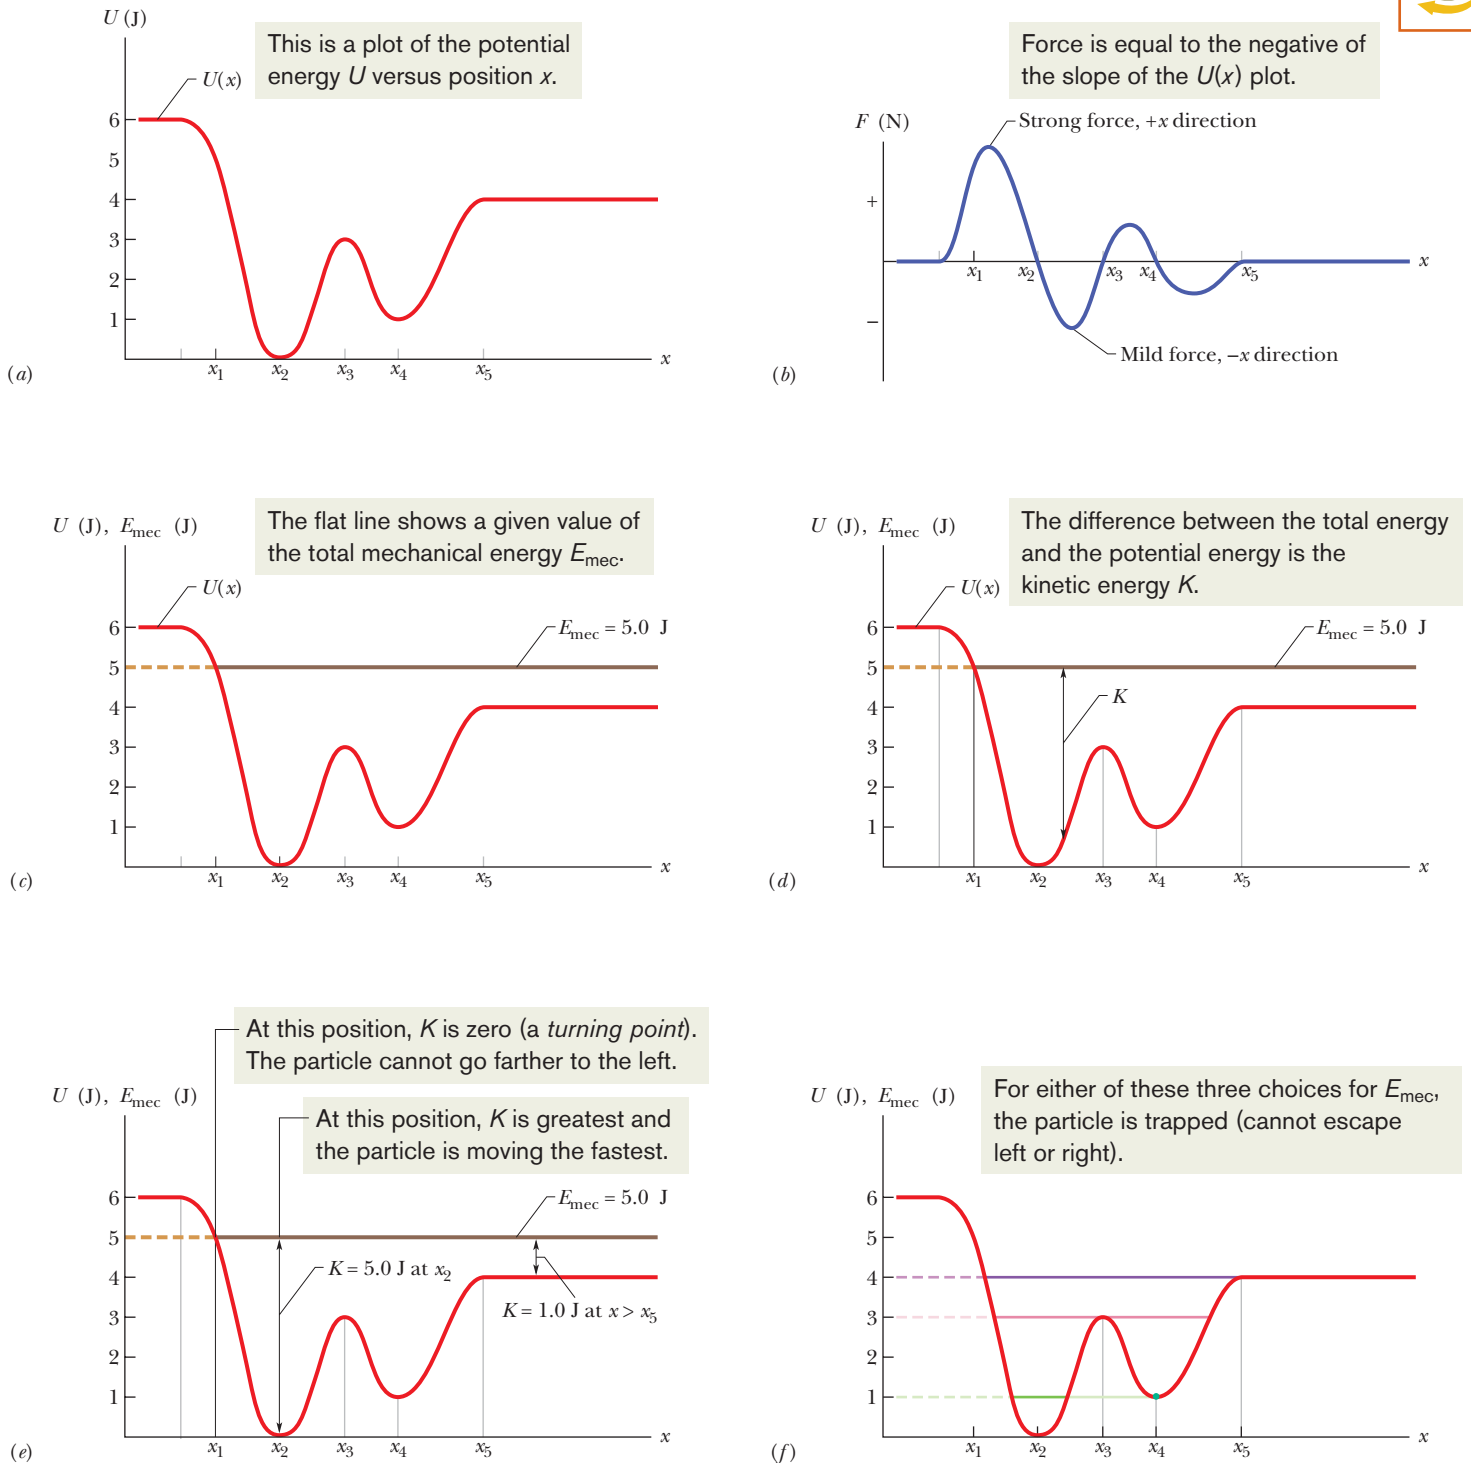 U (J)
This is a plot of the potential
energy U versus position x.
U(x)
6
5
4
3
2
1
x₁ x₂ x₃ x₄ x₅ x
(a)
Force is equal to the negative of
the slope of the U(x) plot.
F (N)
Strong force, +x direction
+
x₁ x₂ x₃ x₄ x₅ x
–
Mild force, –x direction
(b)
U (J), Eₘₑc (J)
The flat line shows a given value of
the total mechanical energy Eₘₑc.
U(x)
Eₘₑc = 5.0 J
6
5
4
3
2
1
x₁ x₂ x₃ x₄ x₅ x
(c)
U (J), Eₘₑc (J)
The difference between the total energy
and the potential energy is the
kinetic energy K.
U(x)
Eₘₑc = 5.0 J
6
5
K
4
3
2
1
x₁ x₂ x₃ x₄ x₅ x
(d)
At this position, K is zero (a turning point).
The particle cannot go farther to the left.
U (J), Eₘₑc (J)
At this position, K is greatest and
the particle is moving the fastest.
Eₘₑc = 5.0 J
6
5
K = 5.0 J at x₂
4
K = 1.0 J at x > x₅
3
2
1
x₁ x₂ x₃ x₄ x₅ x
(e)
U (J), Eₘₑc (J)
For either of these three choices for Eₘₑc,
the particle is trapped (cannot escape
left or right).
6
5
4
3
2
1
x₁ x₂ x₃ x₄ x₅ x
(f)